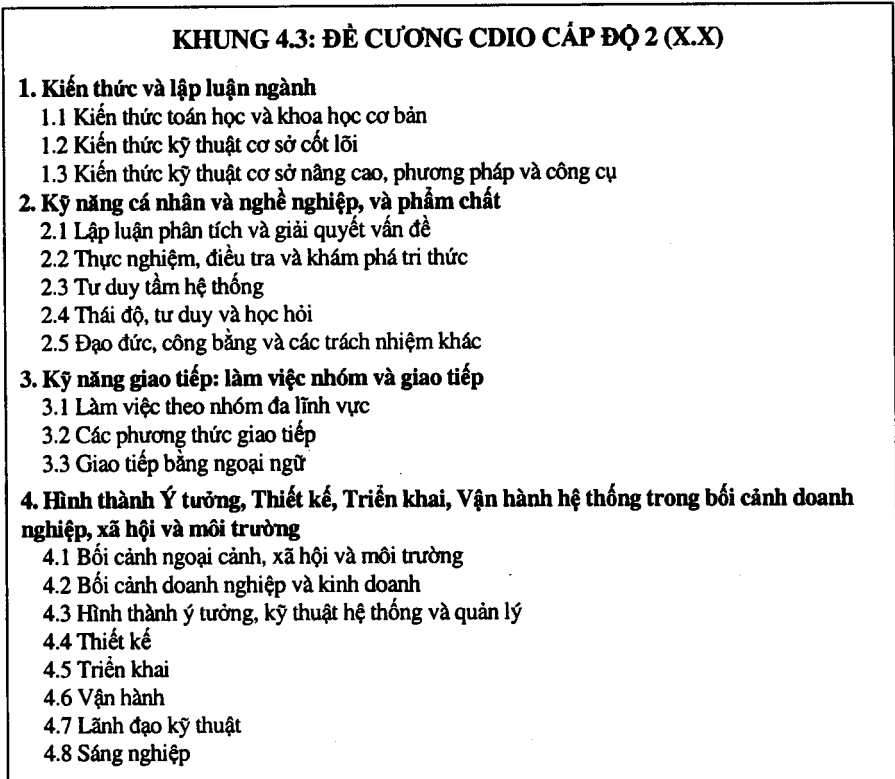 KHUNG 4.3: ĐỀ CƯƠNG CDIO CẤP ĐỘ 2 (X.X)
1. Kiến thức và lập luận ngành
1.1 Kiến thức toán học và khoa học cơ bản
1.2 Kiến thức kỹ thuật cơ sở cốt lõi
1.3 Kiến thức kỹ thuật cơ sở nâng cao, phương pháp và công cụ
2. Kỹ năng cá nhân và nghề nghiệp, và phẩm chất
2.1 Lập luận phân tích và giải quyết vấn đề
2.2 Thực nghiệm, điều tra và khám phá tri thức
2.3 Tư duy tầm hệ thống
2.4 Thái độ, tư duy và học hỏi
2.5 Đạo đức, công bằng và các trách nhiệm khác
3. Kỹ năng giao tiếp: làm việc nhóm và giao tiếp
3.1 Làm việc theo nhóm đa lĩnh vực
3.2 Các phương thức giao tiếp
3.3 Giao tiếp bằng ngoại ngữ
4. Hình thành Ý tưởng, Thiết kế, Triển khai, Vận hành hệ thống trong bối cảnh doanh
nghiệp, xã hội và môi trường
4.1 Bối cảnh ngoại cảnh, xã hội và môi trường
4.2 Bối cảnh doanh nghiệp và kinh doanh
4.3 Hình thành ý tưởng, kỹ thuật hệ thống và quản lý
4.4 Thiết kế
4.5 Triển khai
4.6 Vận hành
4.7 Lãnh đạo kỹ thuật
4.8 Sáng nghiệp